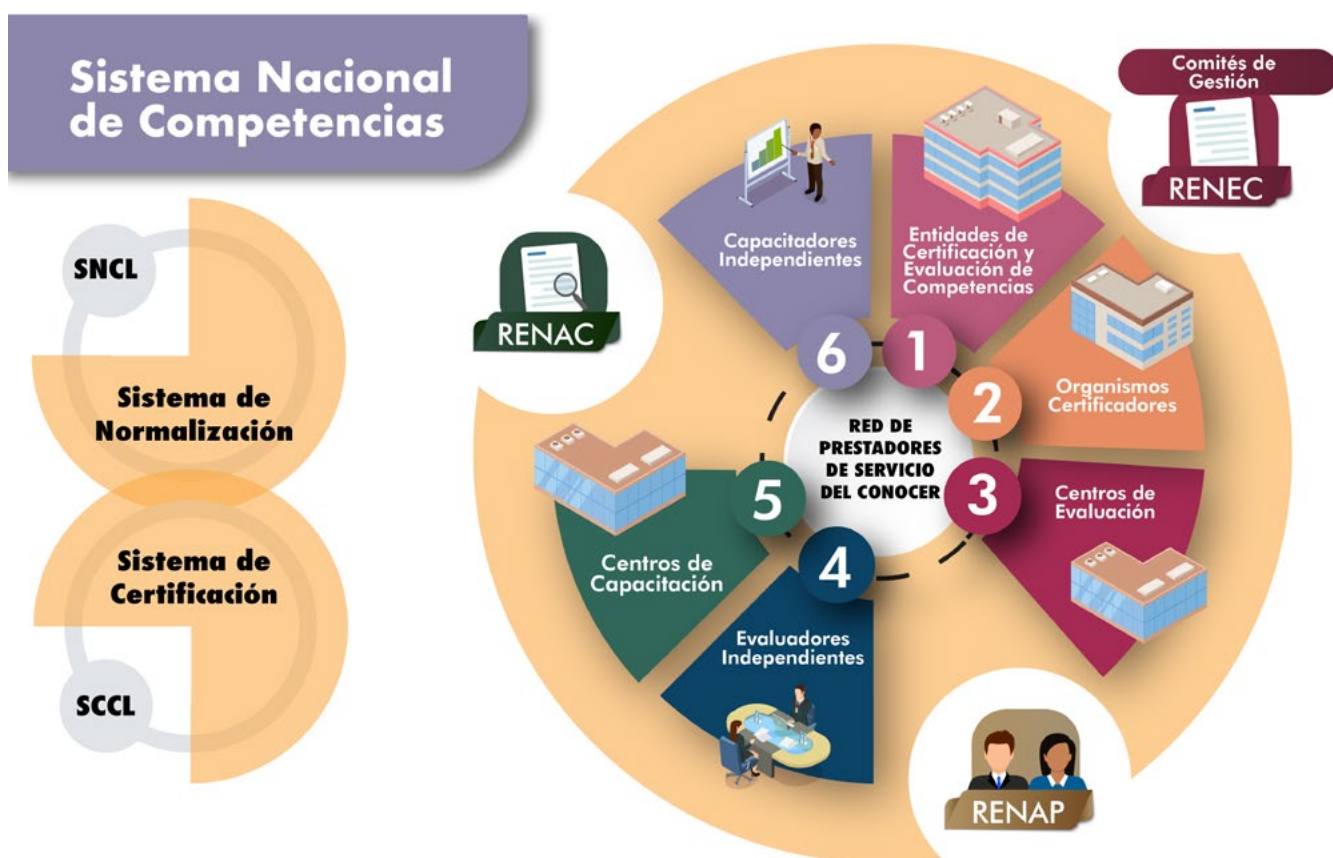 Sistema Nacional
de Competencias
SNCL
Sistema de
Normalización
Sistema de
Certificación
SCCL
Comités de
Gestión
RENEC
RENAC
Capacitadores
Independientes
6
Entidades de
Certificación y
Evaluación de
Competencias
1
Organismos
Certificadores
2
Centros de
Evaluación
3
Evaluadores
Independientes
4
Centros de
Capacitación
5
RED DE
PRESTADORES
DE SERVICIO
DEL CONOCER
RENAP